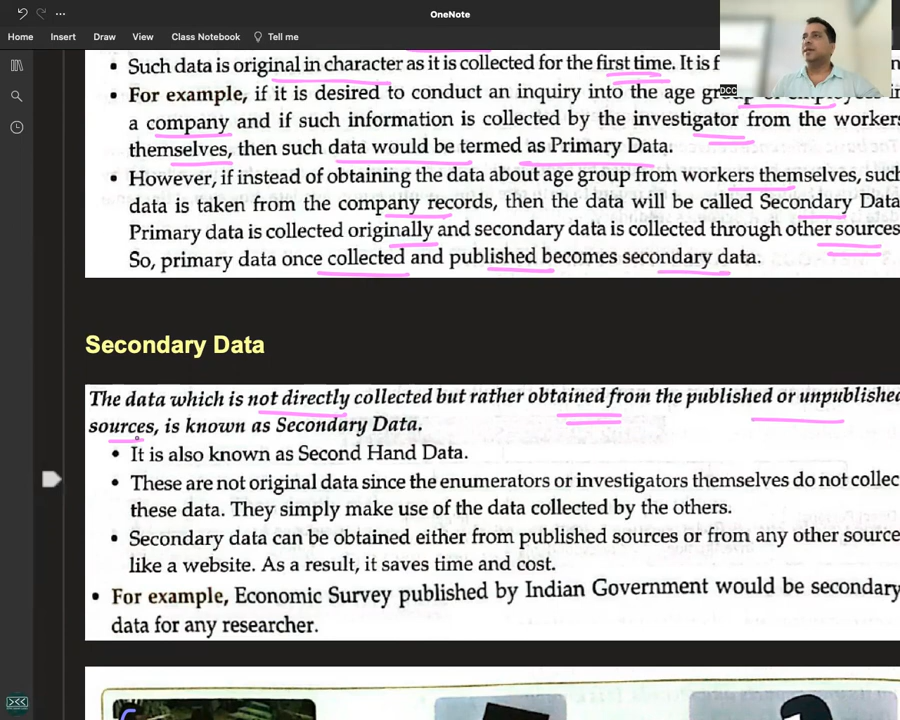 OneNote
Home Insert Draw View Class Notebook Tell me
• Such data is original in character as it is collected for the first time. It is
DCC
• For example, if it is desired to conduct an inquiry into the age group of employees in
a company and if such information is collected by the investigator from the workers
themselves, then such data would be termed as Primary Data.
• However, if instead of obtaining the data about age group from workers themselves, suc
data is taken from the company records, then the data will be called Secondary Data
Primary data is collected originally and secondary data is collected through other sources
So, primary data once collected and published becomes secondary data.
Secondary Data
The data which is not directly collected but rather obtained from the published or unpublished
sources, is known as Secondary Data.
• It is also known as Second Hand Data.
• These are not original data since the enumerators or investigators themselves do not collec
these data. They simply make use of the data collected by the others.
• Secondary data can be obtained either from published sources or from any other source
like a website. As a result, it saves time and cost.
• For example, Economic Survey published by Indian Government would be secondary
data for any researcher.